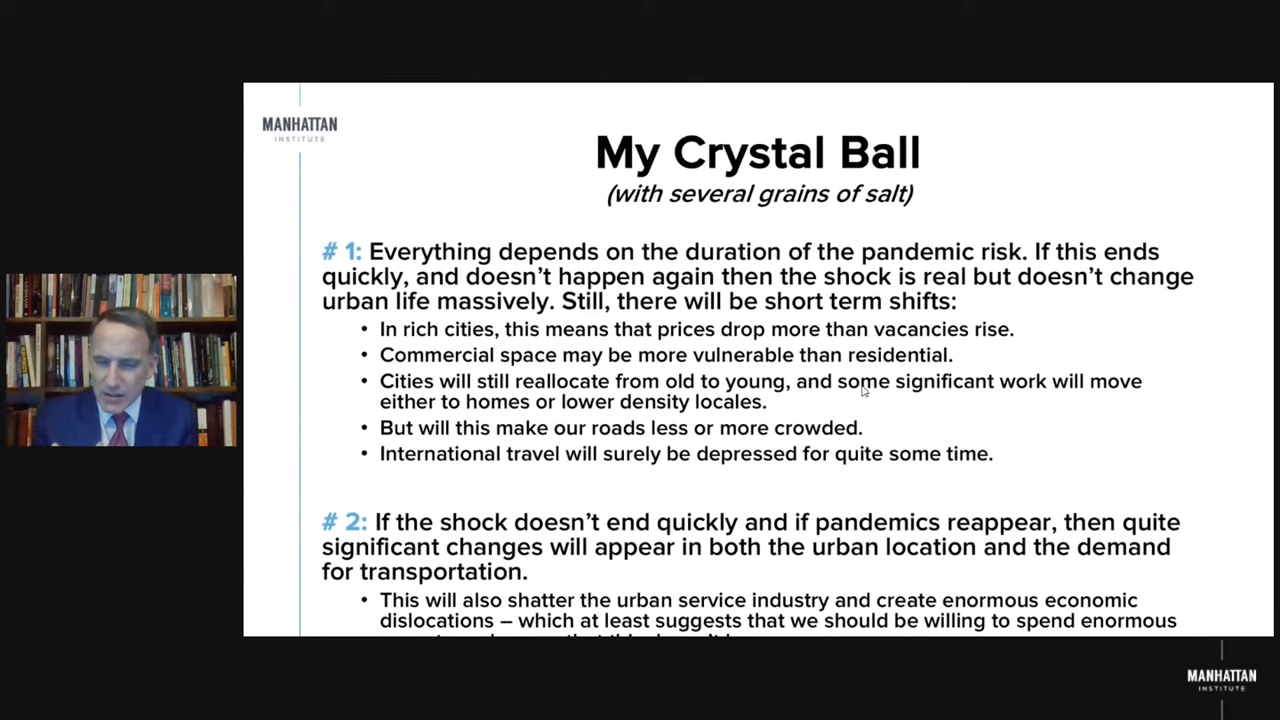 MANHATTAN
INSTITUTE
My Crystal Ball
(with several grains of salt)
# 1: Everything depends on the duration of the pandemic risk. If this ends
quickly, and doesn't happen again then the shock is real but doesn't change
urban life massively. Still, there will be short term shifts:
• In rich cities, this means that prices drop more than vacancies rise.
• Commercial space may be more vulnerable than residential.
• Cities will still reallocate from old to young, and some significant work will move
either to homes or lower density locales.
• But will this make our roads less or more crowded.
• International travel will surely be depressed for quite some time.
# 2: If the shock doesn't end quickly and if pandemics reappear, then quite
significant changes will appear in both the urban location and the demand
for transportation.
• This will also shatter the urban service industry and create enormous economic
dislocations – which at least suggests that we should be willing to spend enormous
MANHATTAN
INSTITUTE